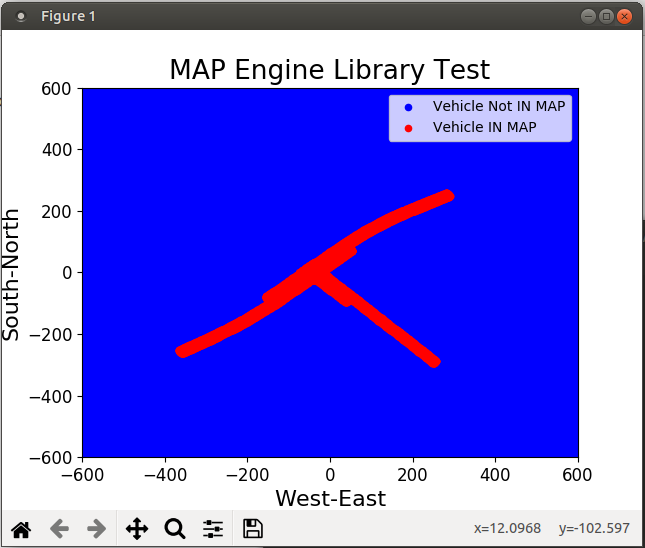 Figure 1
MAP Engine Library Test
Vehicle Not IN MAP
Vehicle IN MAP
South-North
600
400
200
0
−200
−400
−600
−600
−400
−200
0
200
400
600
West-East
x=12.0968 y=-102.597